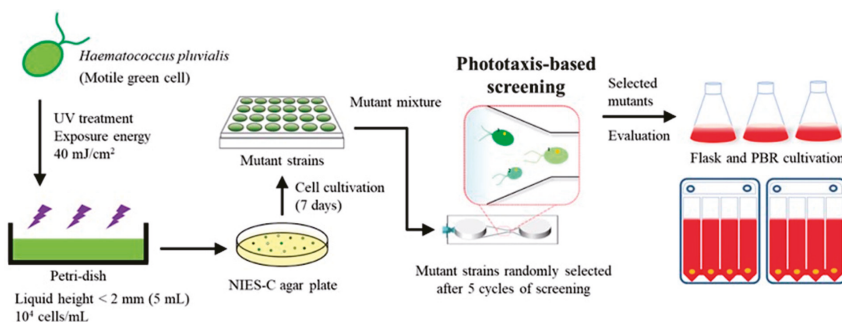 Haematococcus pluvialis
(Motile green cell)
UV treatment
Exposure energy
40 mJ/cm²
Petri-dish
Liquid height < 2 mm (5 mL)
10⁴ cells/mL
NIES-C agar plate
Cell cultivation
(7 days)
Mutant strains
Mutant mixture
Phototaxis-based
screening
Mutant strains randomly selected
after 5 cycles of screening
Selected
mutants
Evaluation
Flask and PBR cultivation